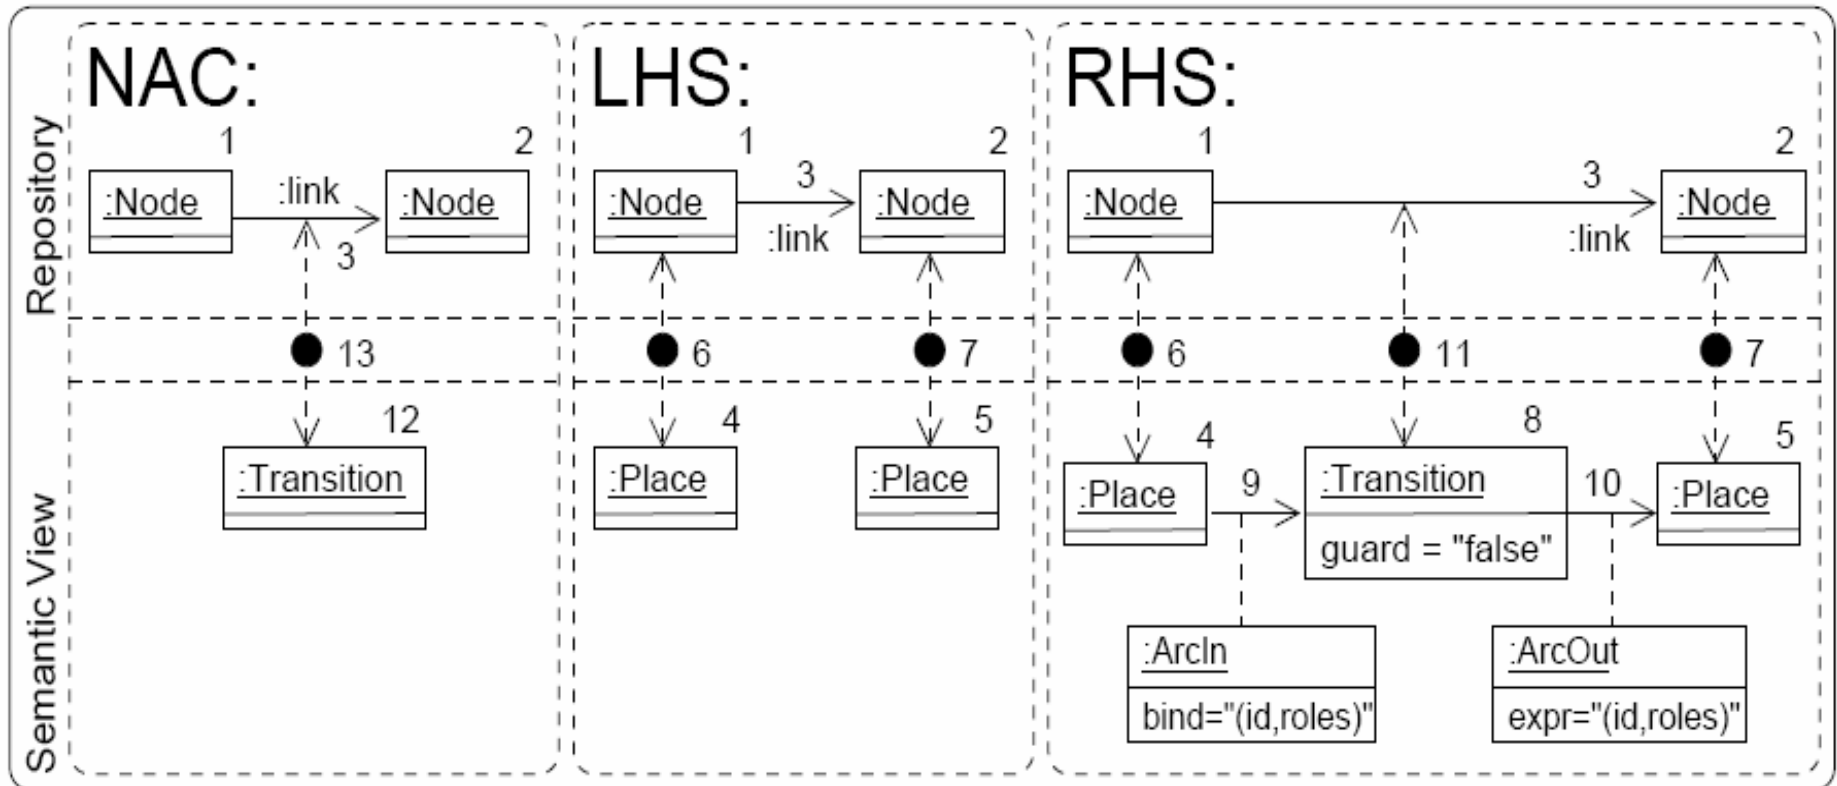 NAC:
1
2
:Node
:link
:Node
3
13
12
:Transition
LHS:
1
2
:Node
3
:Node
:link
6
7
4
5
:Place
:Place
RHS:
1
2
:Node
3
:Node
:link
6
11
7
4
8
5
:Place
9
:Transition
10
:Place
guard = "false"
:ArcIn
:ArcOut
bind="(id,roles)"
expr="(id,roles)"
Repository
Semantic View